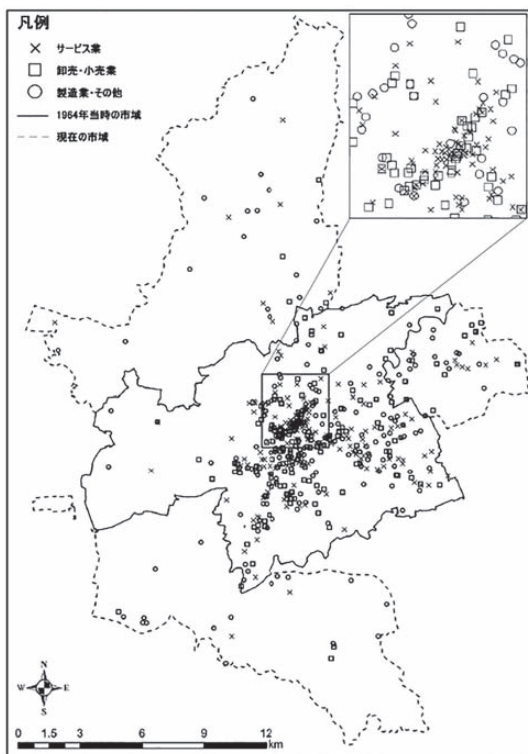 凡例
サービス業
卸売・小売業
製造業・その他
1964年当時の市域
現在の市域
N
W E
S
0 1.5 3 6 9 12
km